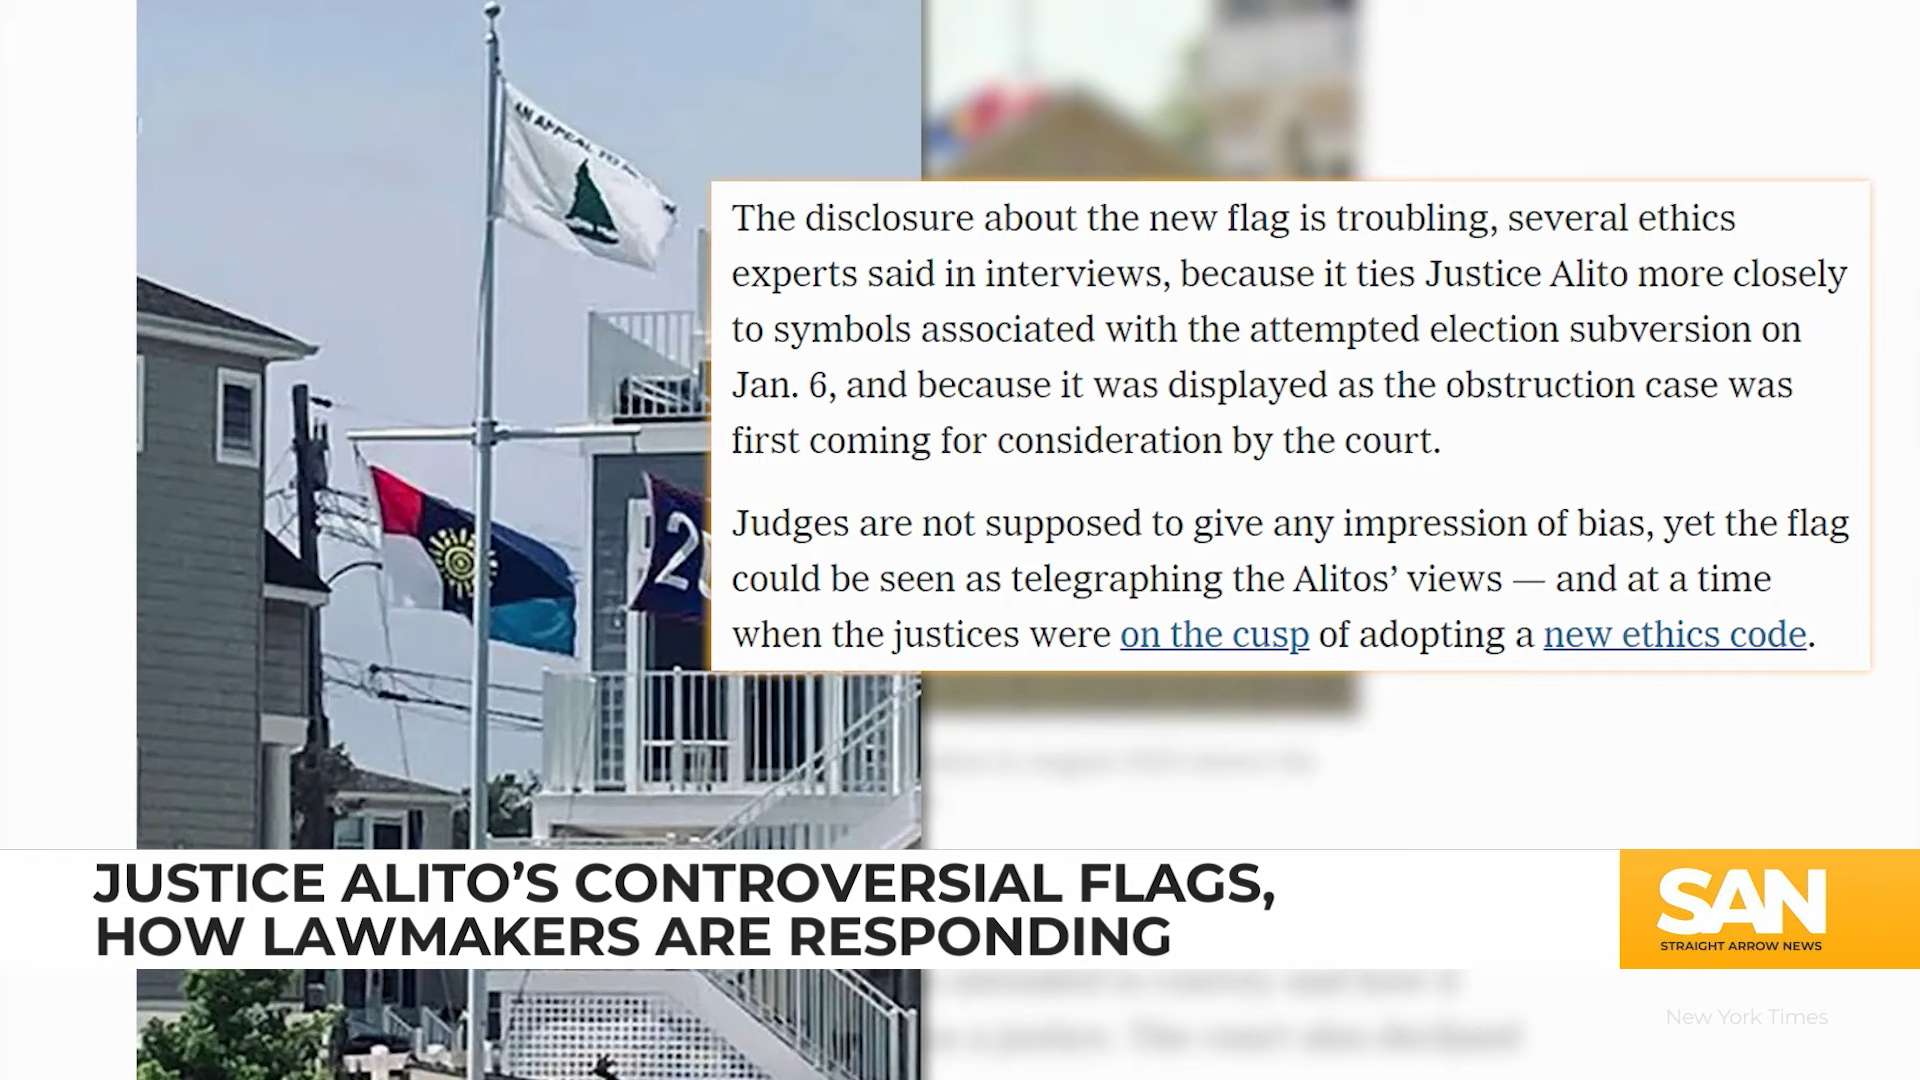 AN APPEAL TO
2
The disclosure about the new flag is troubling, several ethics
experts said in interviews, because it ties Justice Alito more closely
to symbols associated with the attempted election subversion on
Jan. 6, and because it was displayed as the obstruction case was
first coming for consideration by the court.
Judges are not supposed to give any impression of bias, yet the flag
could be seen as telegraphing the Alitos’ views — and at a time
when the justices were on the cusp of adopting a new ethics code.
JUSTICE ALITO’S CONTROVERSIAL FLAGS,
HOW LAWMAKERS ARE RESPONDING
SAN
STRAIGHT ARROW NEWS
New York Times